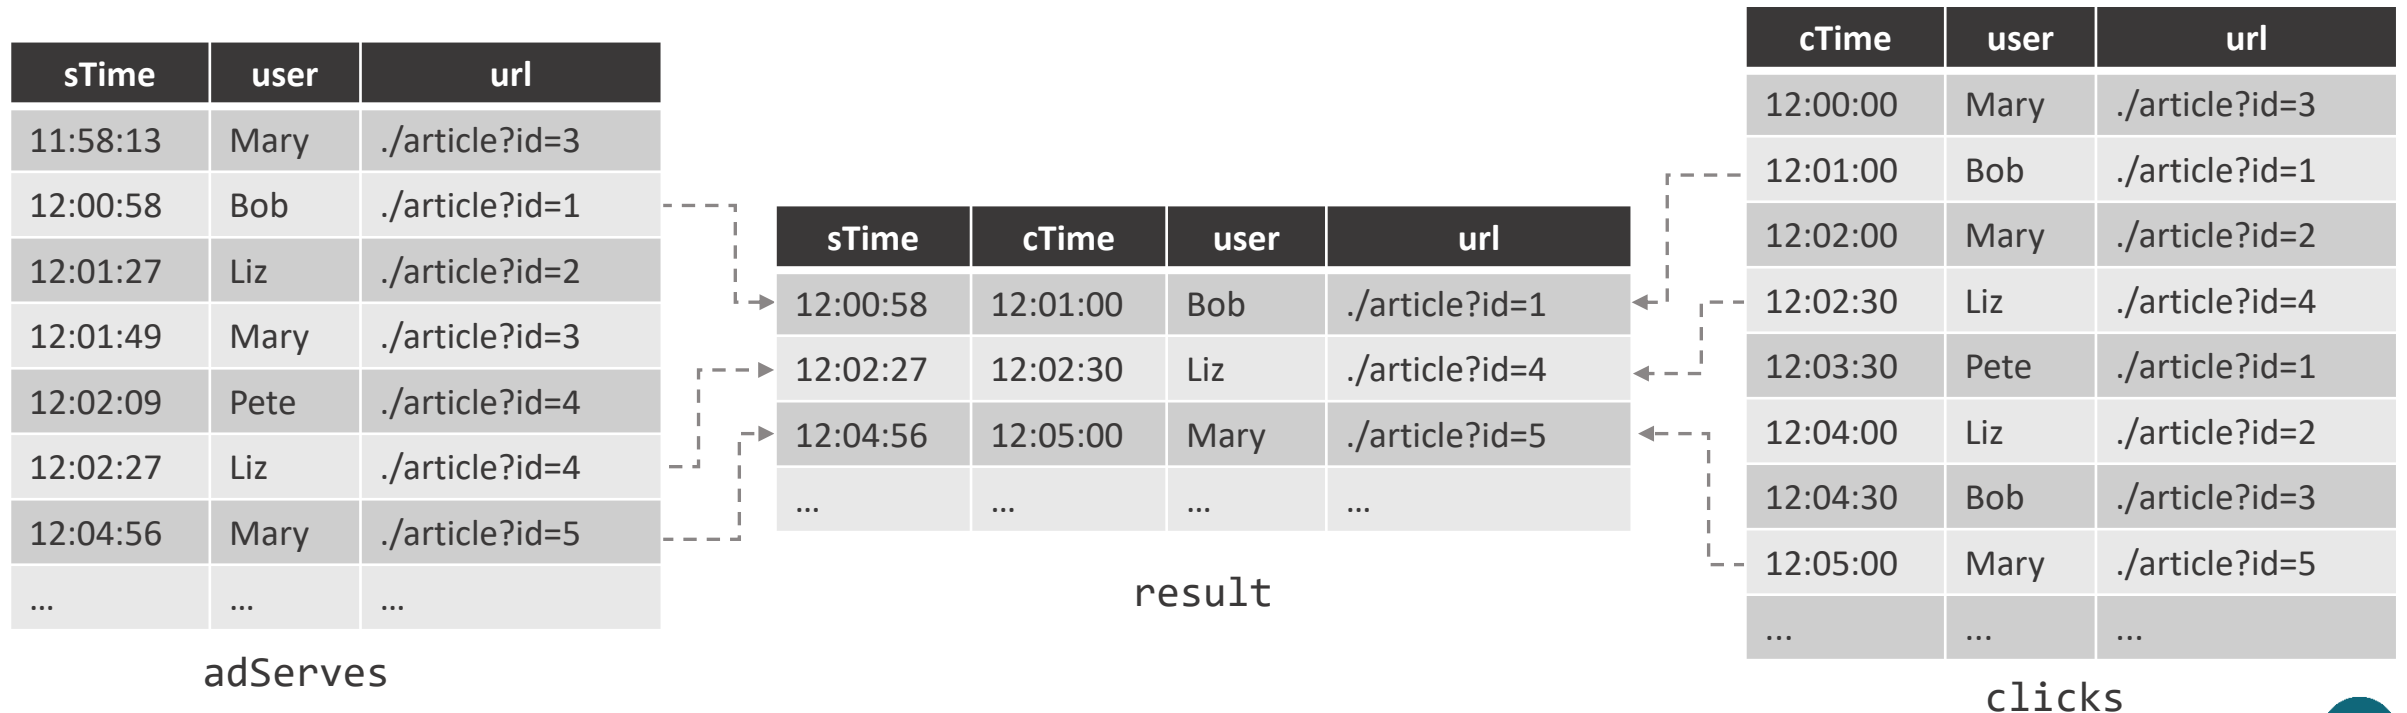 sTime user url
11:58:13 Mary ./article?id=3
12:00:58 Bob ./article?id=1
12:01:27 Liz ./article?id=2
12:01:49 Mary ./article?id=3
12:02:09 Pete ./article?id=4
12:02:27 Liz ./article?id=4
12:04:56 Mary ./article?id=5
... ... ...
adServes
sTime cTime user url
12:00:58 12:01:00 Bob ./article?id=1
12:02:27 12:02:30 Liz ./article?id=4
12:04:56 12:05:00 Mary ./article?id=5
... ... ... ...
result
cTime user url
12:00:00 Mary ./article?id=3
12:01:00 Bob ./article?id=1
12:02:00 Mary ./article?id=2
12:02:30 Liz ./article?id=4
12:03:30 Pete ./article?id=1
12:04:00 Liz ./article?id=2
12:04:30 Bob ./article?id=3
12:05:00 Mary ./article?id=5
... ... ...
clicks